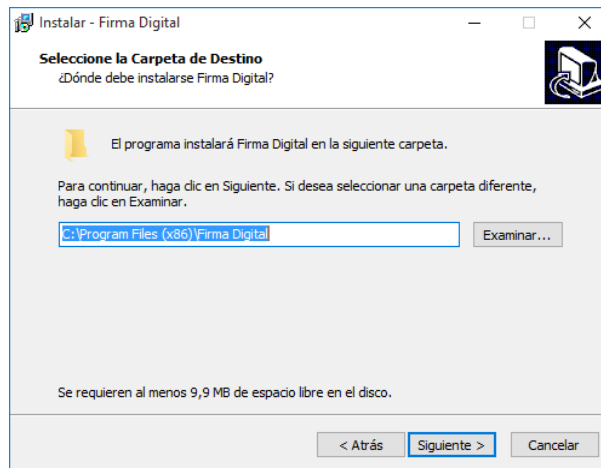 Instalar - Firma Digital
Seleccione la Carpeta de Destino
¿Dónde debe instalarse Firma Digital?
El programa instalará Firma Digital en la siguiente carpeta.
Para continuar, haga clic en Siguiente. Si desea seleccionar una carpeta diferente,
haga clic en Examinar.
C:\Program Files (x86)\Firma Digital
Examinar...
Se requieren al menos 9,9 MB de espacio libre en el disco.
< Atrás
Siguiente >
Cancelar